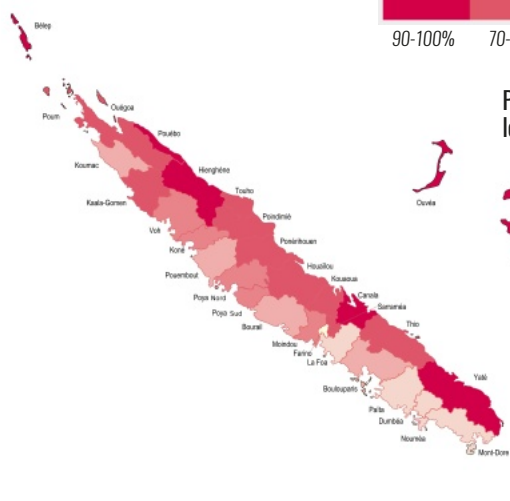 90-100%
70-
Bélep
Poum
Ouégoa
Pouébo
Koumac
Hienghène
Kaala-Gomen
Touho
Ouvéa
Voh
Poindimié
Koné
Ponérihouen
Pouembout
Houaïlou
Poya Nord
Kouaoua
Poya Sud
Canala
Sarraméa
Bourail
Thio
Moindou
Farino
La Foa
Yaté
Boulouparis
Païta
Dumbéa
Nouméa
Mont-Dore